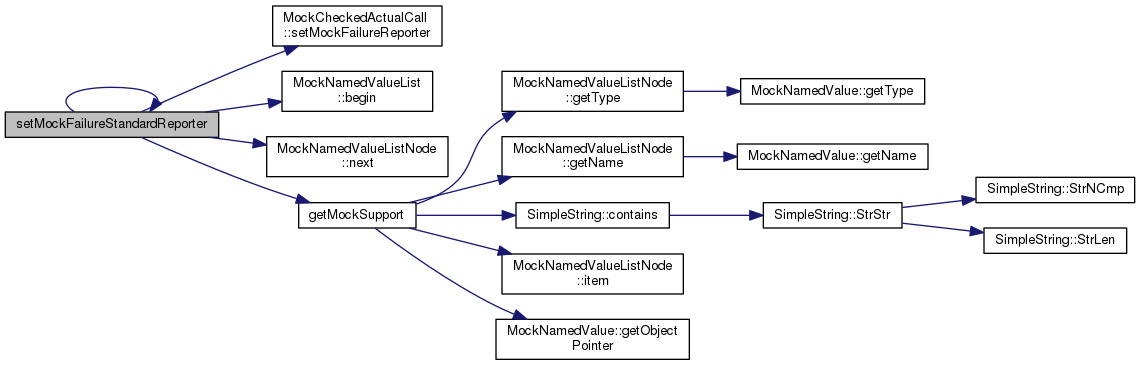 MockCheckedActualCall
::setMockFailureReporter
MockNamedValueList
::begin
setMockFailureStandardReporter
MockNamedValueListNode
::next
getMockSupport
MockNamedValueListNode
::getType
MockNamedValue::getType
MockNamedValueListNode
::getName
MockNamedValue::getName
SimpleString::contains
SimpleString::StrStr
SimpleString::StrNCmp
SimpleString::StrLen
MockNamedValueListNode
::item
MockNamedValue::getObject
Pointer